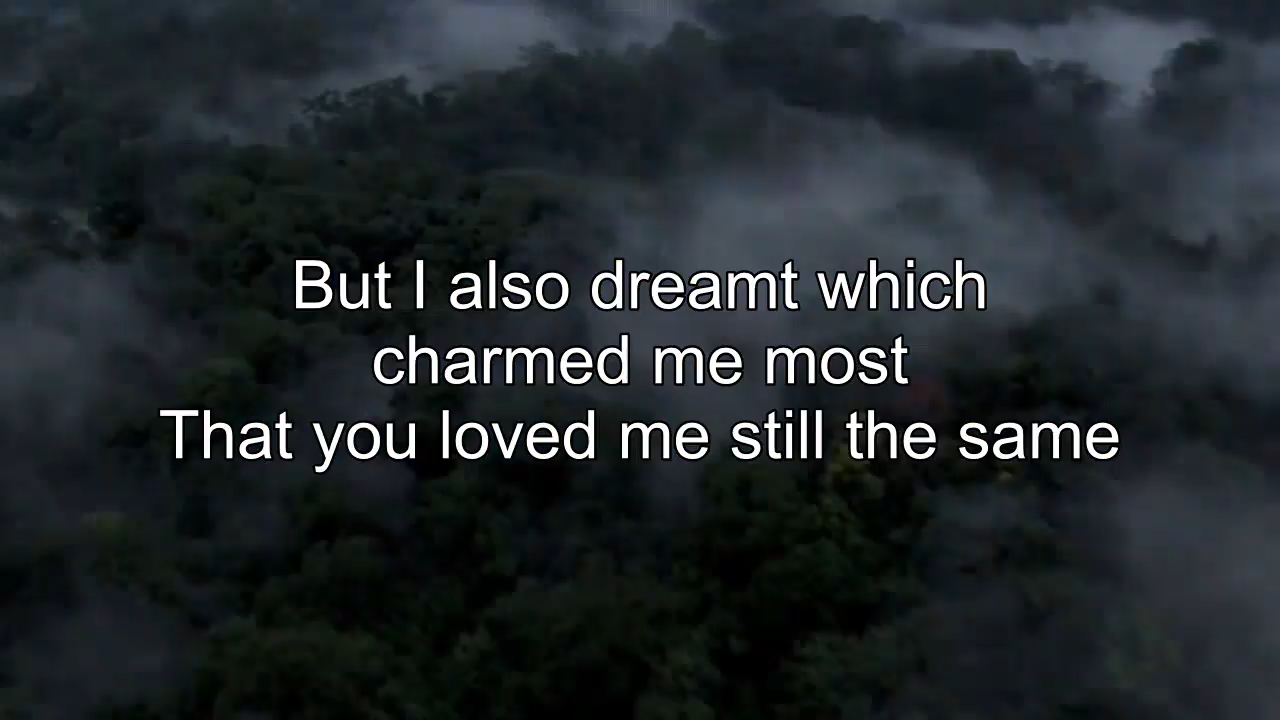 But I also dreamt which
charmed me most
That you loved me still the same